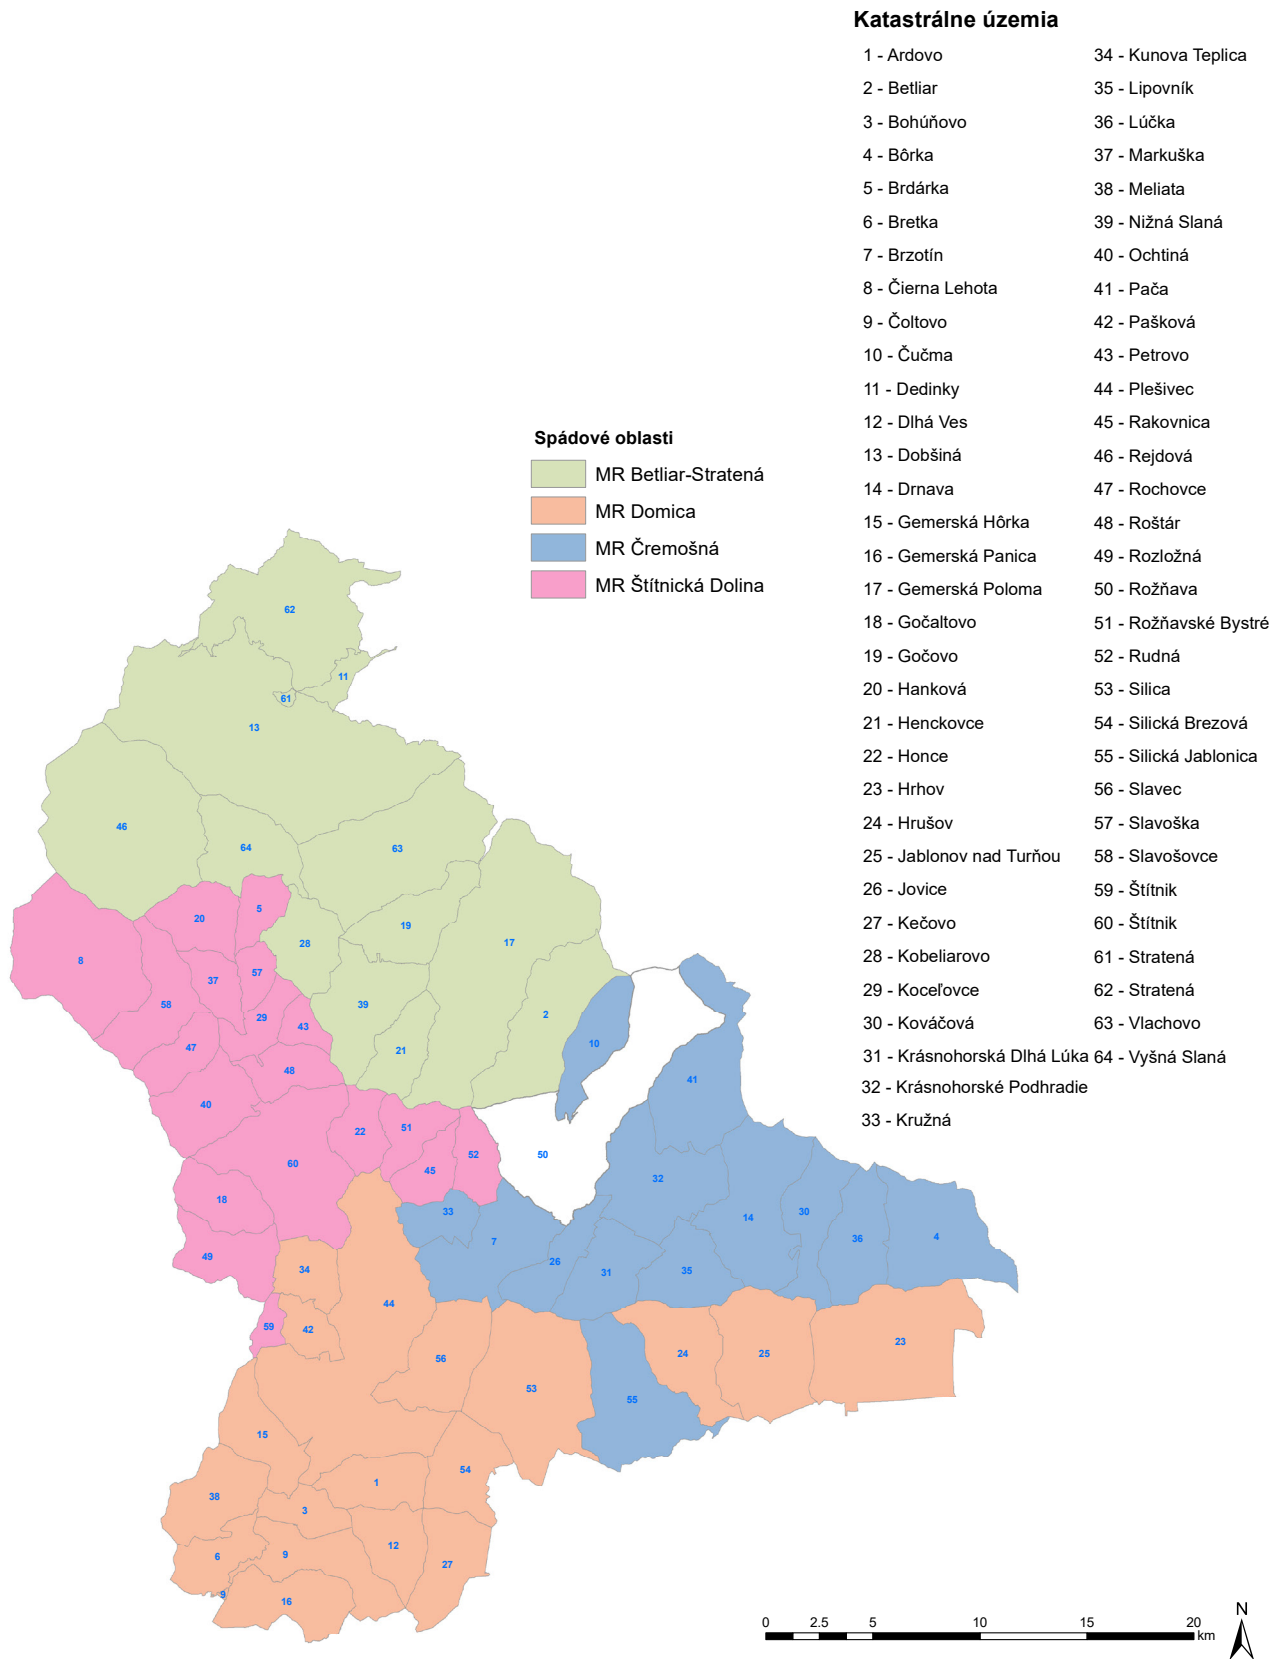 Katastrálne územia
1 - Ardovo
2 - Betliar
3 - Bohúňovo
4 - Bôrka
5 - Brdárka
6 - Bretka
7 - Brzotín
8 - Čierna Lehota
9 - Čoltovo
10 - Čučma
11 - Dedinky
12 - Dlhá Ves
13 - Dobšiná
14 - Drnava
15 - Gemerská Hôrka
16 - Gemerská Panica
17 - Gemerská Poloma
18 - Gočaltovo
19 - Gočovo
20 - Hanková
21 - Henckovce
22 - Honce
23 - Hrhov
24 - Hrušov
25 - Jablonov nad Turňou
26 - Jovice
27 - Kečovo
28 - Kobeliarovo
29 - Koceľovce
30 - Kováčová
31 - Krásnohorská Dlhá Lúka
32 - Krásnohorské Podhradie
33 - Kružná
34 - Kunova Teplica
35 - Lipovník
36 - Lúčka
37 - Markuška
38 - Meliata
39 - Nižná Slaná
40 - Ochtiná
41 - Pača
42 - Pašková
43 - Petrovo
44 - Plešivec
45 - Rakovnica
46 - Rejdová
47 - Rochovce
48 - Roštár
49 - Rozložná
50 - Rožňava
51 - Rožňavské Bystré
52 - Rudná
53 - Silica
54 - Silická Brezová
55 - Silická Jablonica
56 - Slavec
57 - Slavoška
58 - Slavošovce
59 - Štítnik
60 - Štítnik
61 - Stratená
62 - Stratená
63 - Vlachovo
64 - Vyšná Slaná
Spádové oblasti
MR Betliar-Stratená
MR Domica
MR Čremošná
MR Štítnická Dolina
62
11
61
13
46
64
63
5
20
19
28
17
8
57
37
58
39
29
2
43
10
47
21
48
41
40
51
22
50
52
60
45
32
18
33
30
14
4
36
7
49
26
34
35
31
44
59
42
23
24
25
56
53
55
15
54
1
38
3
12
9
6
27
9
16
0 2.5 5 10 15 20
km
N